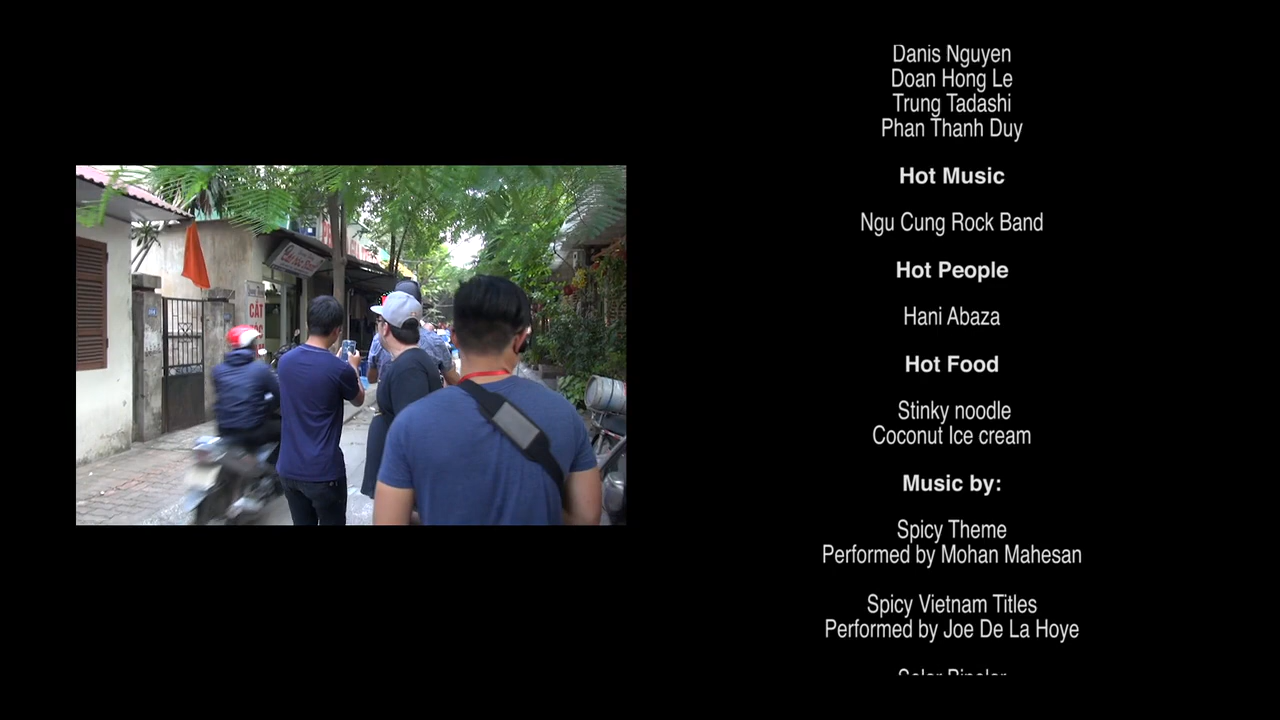 CẮT
Danis Nguyen
Doan Hong Le
Trung Tadashi
Phan Thanh Duy
Hot Music
Ngu Cung Rock Band
Hot People
Hani Abaza
Hot Food
Stinky noodle
Coconut Ice cream
Music by:
Spicy Theme
Performed by Mohan Mahesan
Spicy Vietnam Titles
Performed by Joe De La Hoye